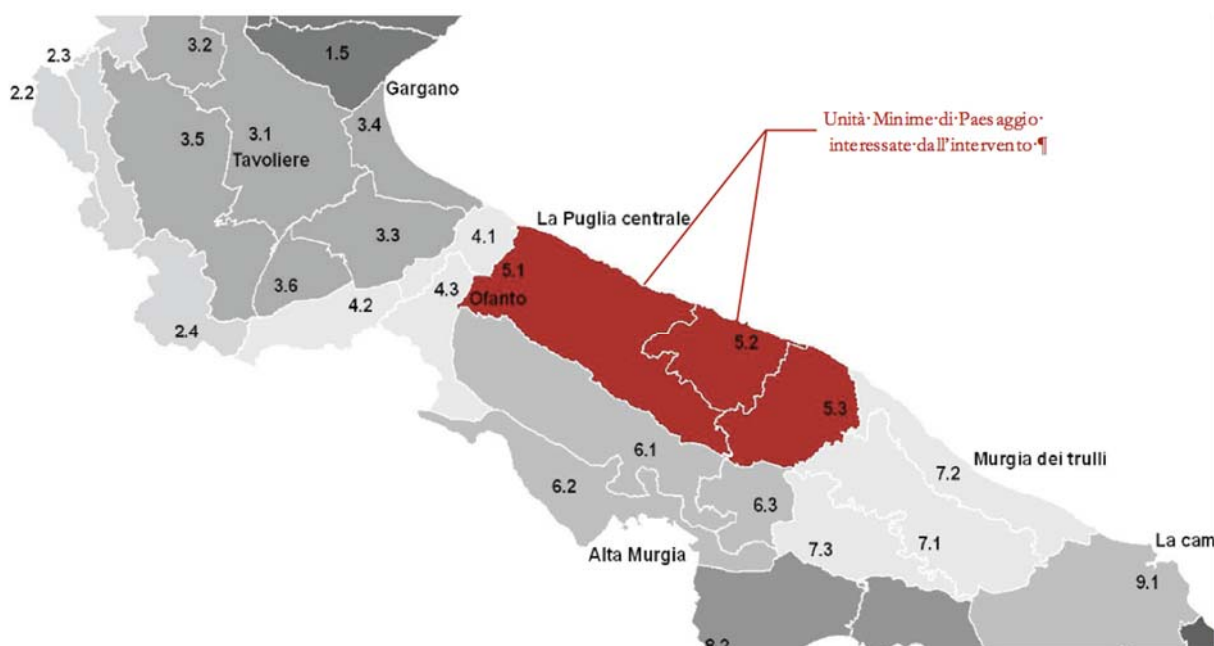 3.2
2.3
1.5
2.2
Gargano
3.4
3.5
3.1
Tavoliere
Unità·Minime·di·Paesaggio·
interessate·dall'intervento·¶
La Puglia centrale
4.1
3.3
5.1
3.6
4.3
Ofanto
4.2
2.4
5.2
5.3
6.1
7.2
Murgia dei trulli
6.2
6.3
Alta Murgia
7.3
7.1
La cam
9.1
8.2